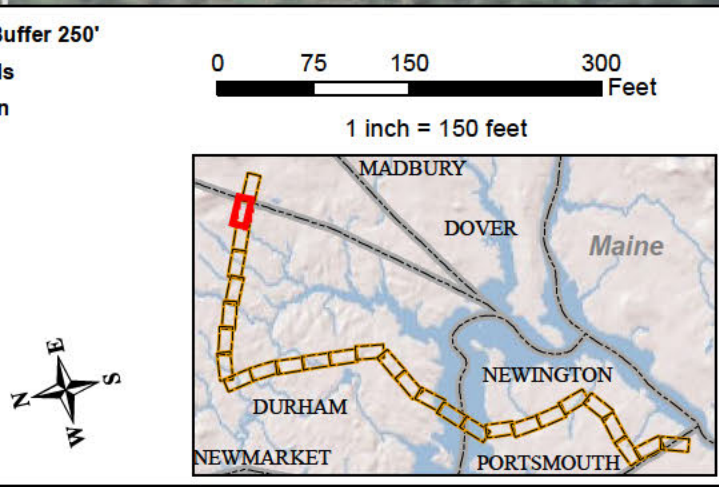 Buffer 250'
ls
n
0 75 150 300
Feet
1 inch = 150 feet
MADBURY
DOVER
Maine
NEWINGTON
DURHAM
NEWMARKET
PORTSMOUTH
E
N S
W